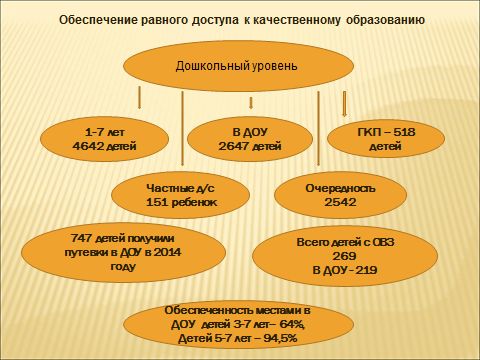 Обеспечение равного доступа к качественному образованию
Дошкольный уровень
1-7 лет
4642 детей
В ДОУ
2647 детей
ГКП – 518
детей
Частные д/с
151 ребенок
Очередность
2542
747 детей получили
путевки в ДОУ в 2014
году
Всего детей с ОВЗ
269
В ДОУ - 219
Обеспеченность местами в
ДОУ детей 3-7 лет – 64%,
Детей 5-7 лет – 94,5%